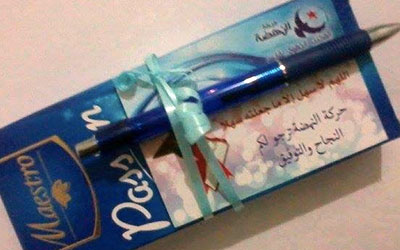 حركة
النهضة
اللهم لا سهل إلا ما جعلته سهلا
حركة النهضة ترجو لكم
النجاح والتوفيق
Maestro